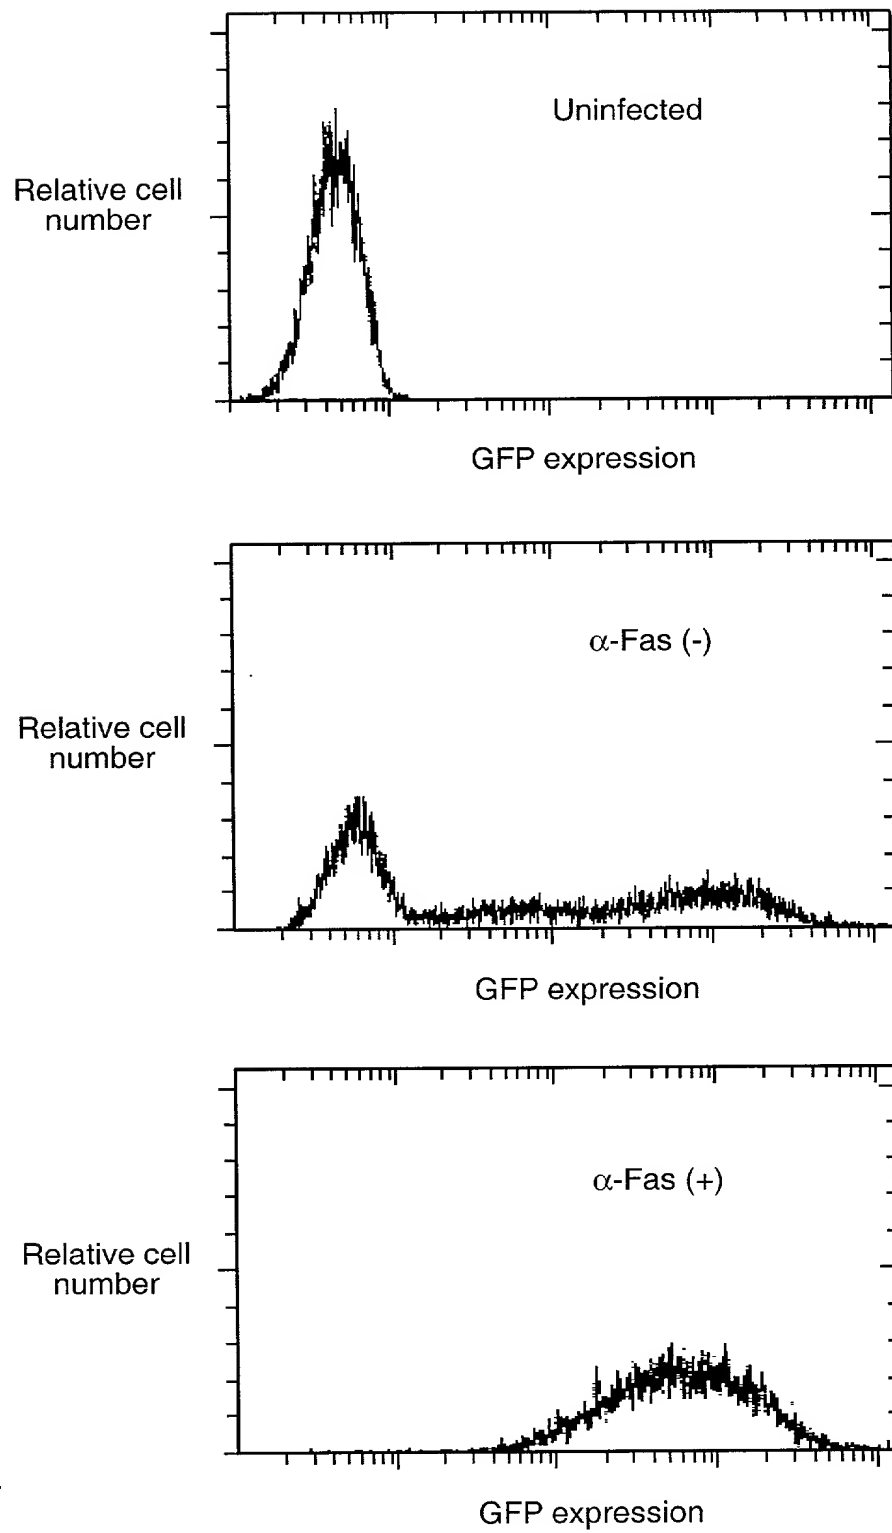 Uninfected
Relative cell
number
GFP expression
α-Fas (-)
Relative cell
number
GFP expression
α-Fas (+)
Relative cell
number
GFP expression